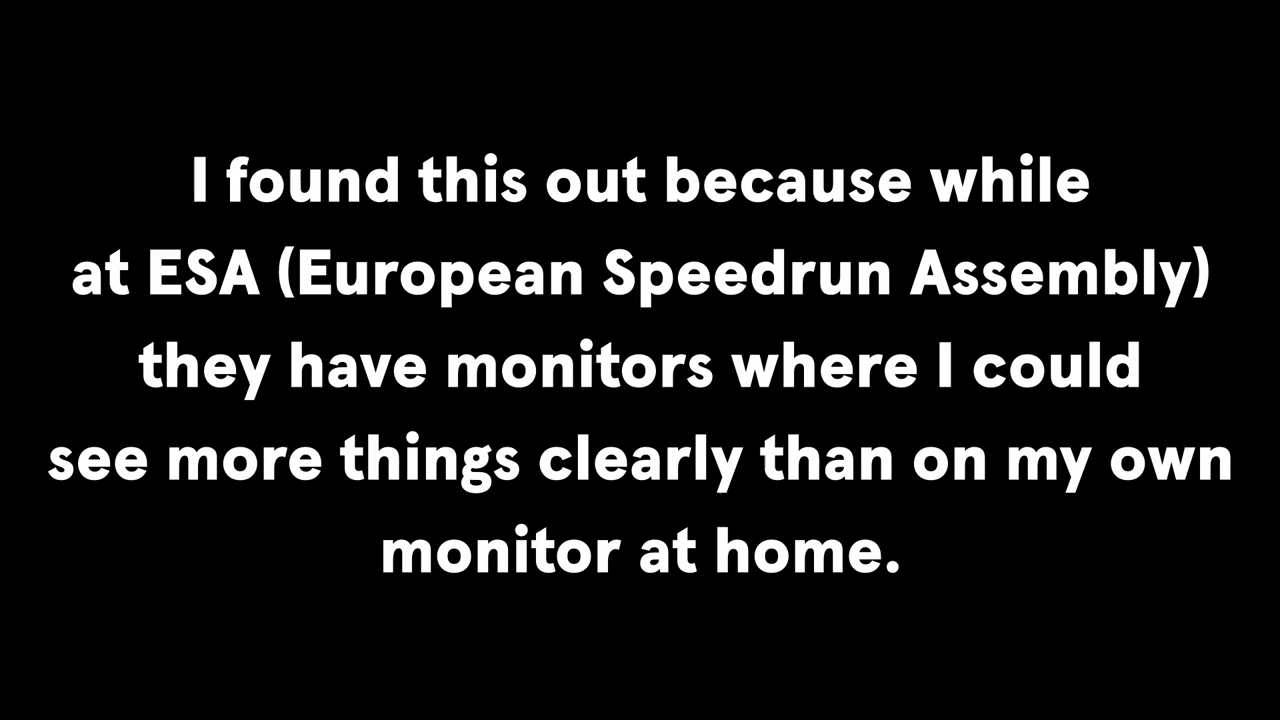 I found this out because while
at ESA (European Speedrun Assembly)
they have monitors where I could
see more things clearly than on my own
monitor at home.